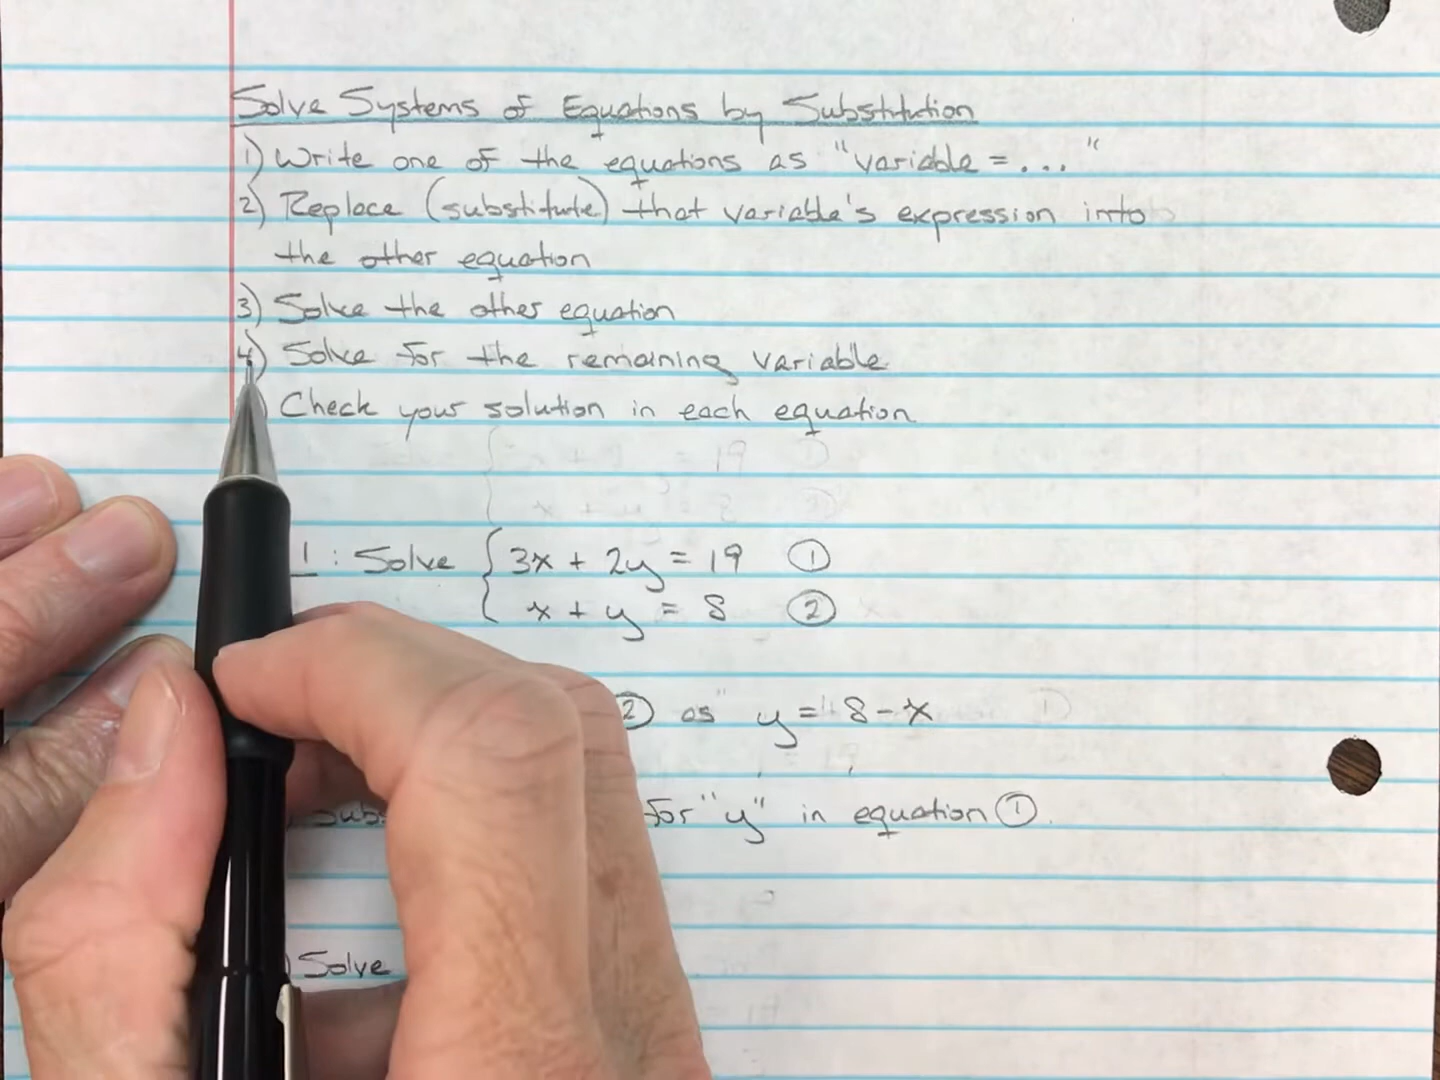 Solve Systems of Equations by Substitution
1) Write one of the equations as "variable = ..."
2) Replace (substitute) that variable's expression into
the other equation
3) Solve the other equation
4) Solve for the remaining variable.
) Check your solution in each equation
1: Solve { 3x + 2y = 19 ①
x + y = 8 ②
② as "y = " 8 - x
for "y" in equation ①.
) Solve